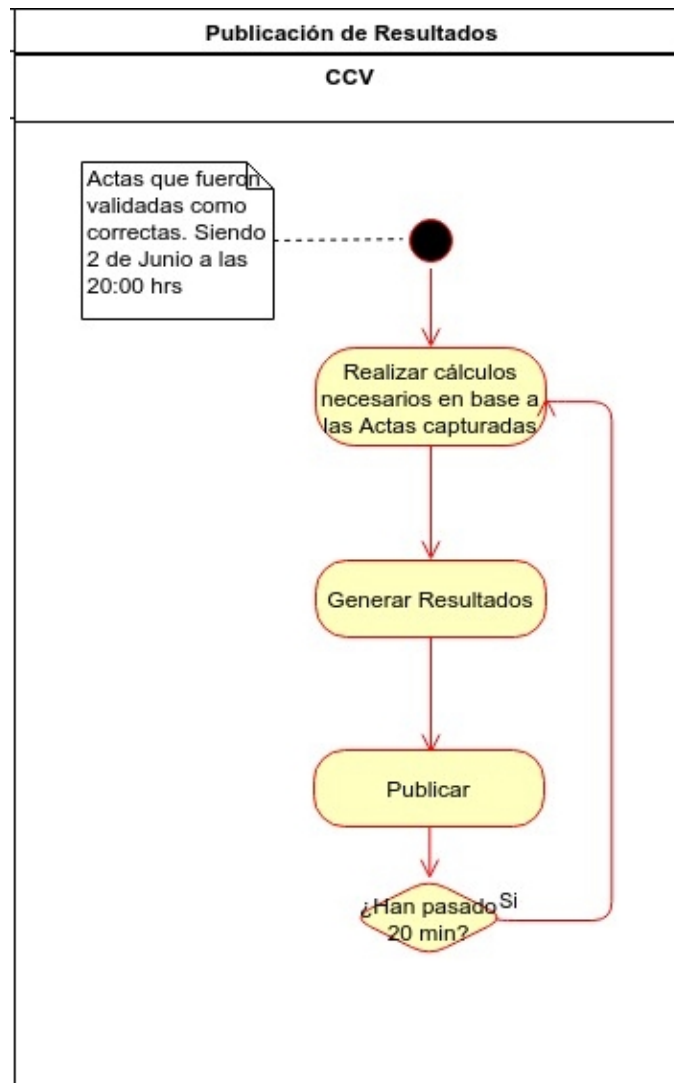 Publicación de Resultados
CCV
Actas que fueron
validadas como
correctas. Siendo
2 de Junio a las
20:00 hrs
Realizar cálculos
necesarios en base a
las Actas capturadas
Generar Resultados
Publicar
¿Han pasado
20 min?
Si